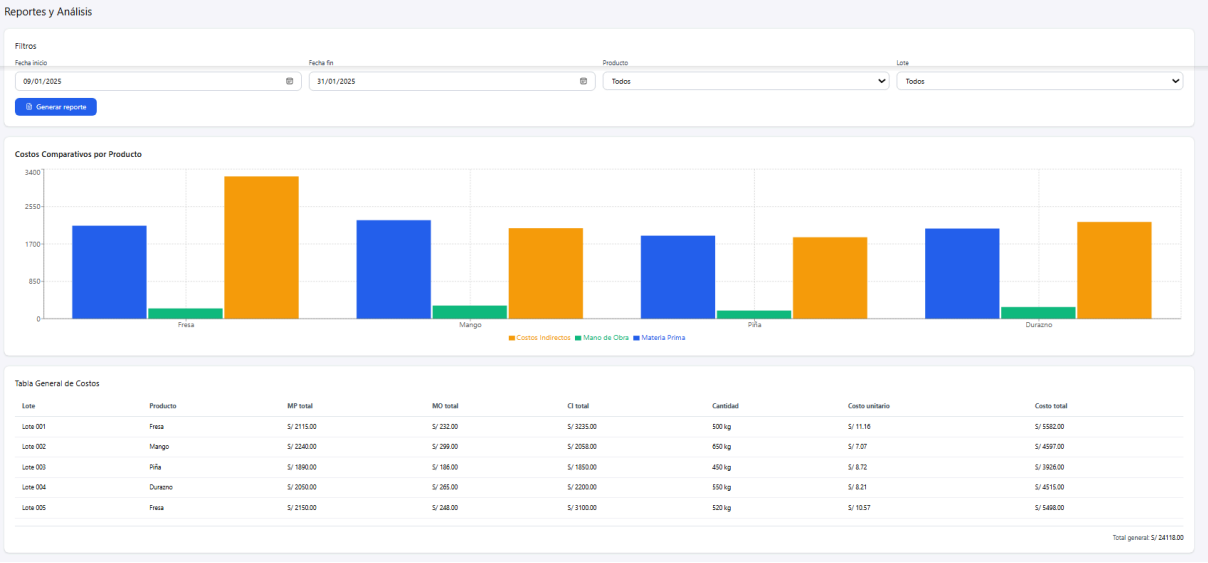 Reportes y Análisis
Filtros
Fecha inicio Fecha fin Producto Lote
09/01/2025 31/01/2025 Todos Todos
Generar reporte
Costos Comparativos por Producto
3400
2550
1700
850
0
Fresa Mango Piña Durazno
Costos Indirectos Mano de Obra Materia Prima
Tabla General de Costos
Lote Producto MP total MO total CI total Cantidad Costo unitario Costo total
Lote 001 Fresa S/ 2115.00 S/ 232.00 S/ 3235.00 500 kg S/ 11.16 S/ 5582.00
Lote 002 Mango S/ 2240.00 S/ 299.00 S/ 2058.00 650 kg S/ 7.07 S/ 4597.00
Lote 003 Piña S/ 1890.00 S/ 186.00 S/ 1850.00 450 kg S/ 8.72 S/ 3926.00
Lote 004 Durazno S/ 2050.00 S/ 265.00 S/ 2200.00 550 kg S/ 8.21 S/ 4515.00
Lote 005 Fresa S/ 2150.00 S/ 248.00 S/ 3100.00 520 kg S/ 10.57 S/ 5498.00
Total general: S/ 24118.00